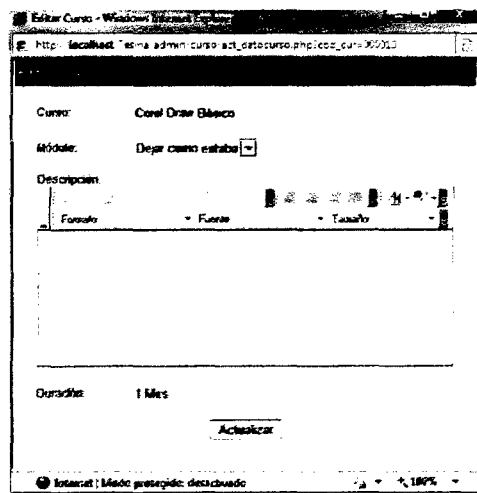 Editar Curso - Windows Internet Explorer
http: localhost esma admin curso act_datocurso.php?cod_cur=
Curso: Corel Draw Básico
Módulo: Dejar como estaba
Descripción:
Formato Fuente Tamaño
Duración: 1 Mes
Actualizar
Internet | Modo protegido: desactivado 100%